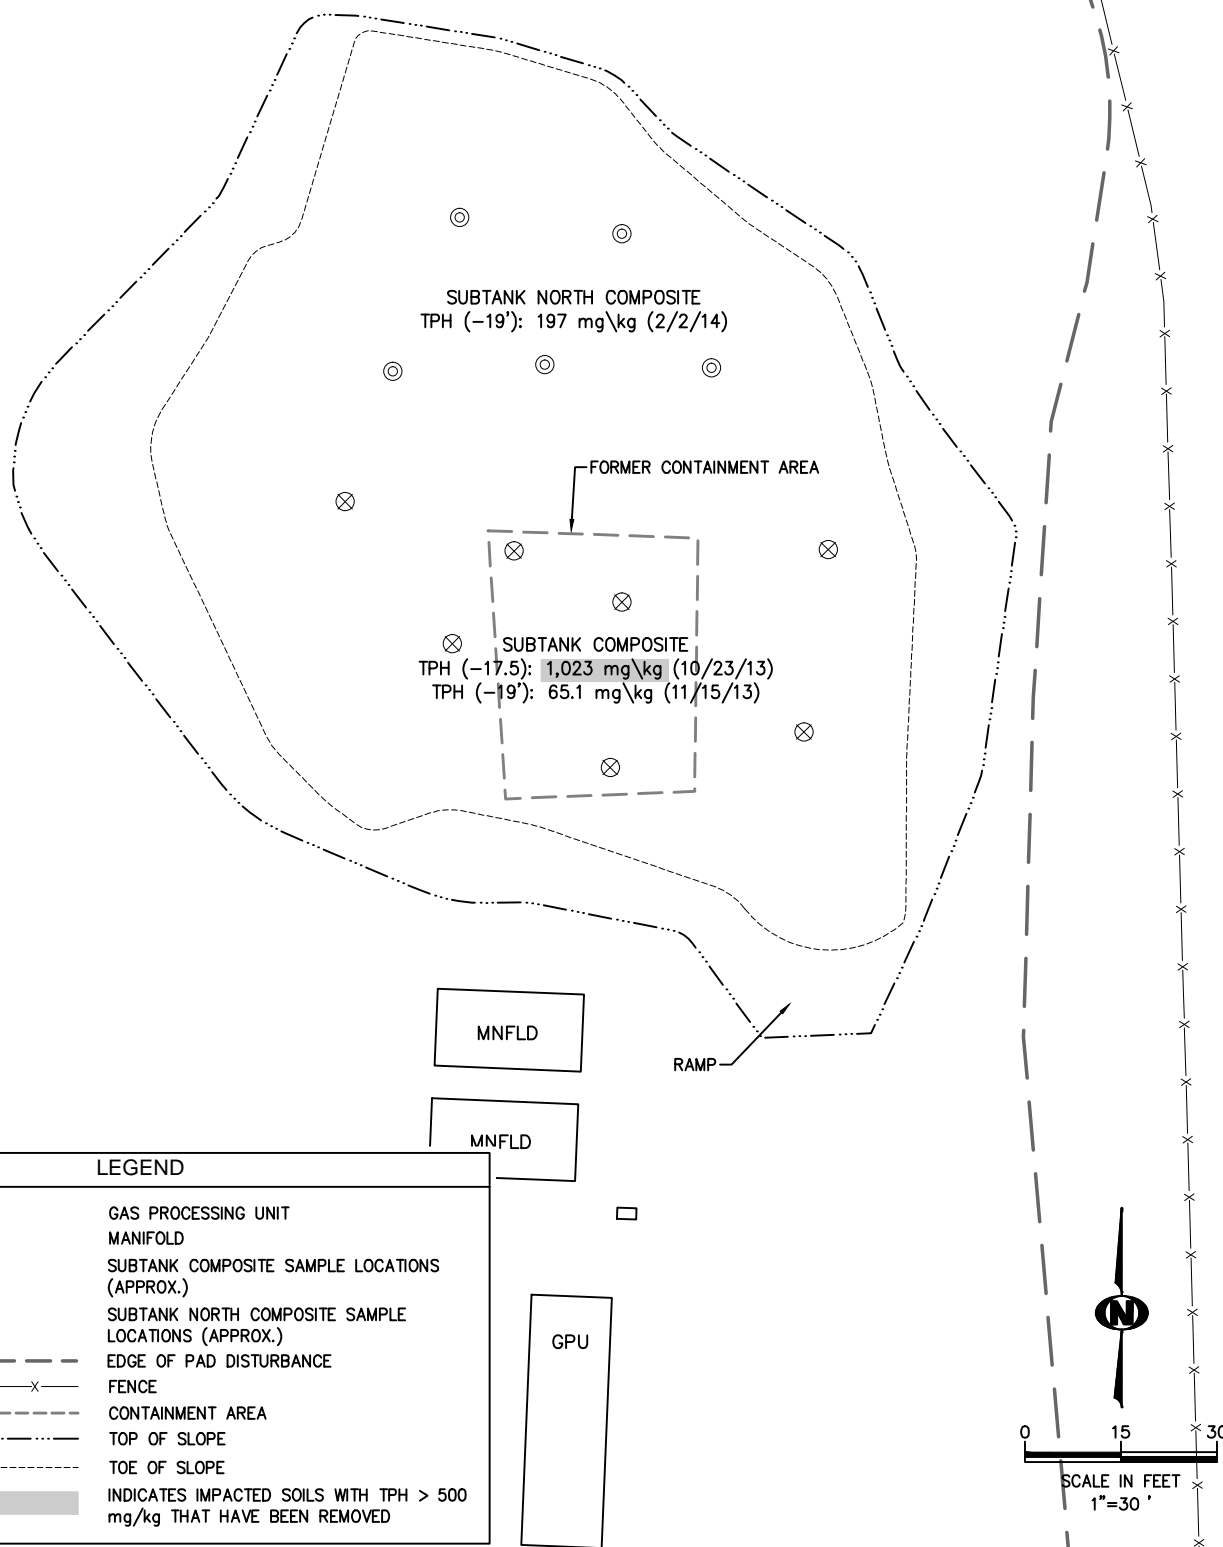 SUBTANK NORTH COMPOSITE
TPH (-19'): 197 mg\kg (2/2/14)
FORMER CONTAINMENT AREA
SUBTANK COMPOSITE
TPH (-17.5): 1,023 mg\kg (10/23/13)
TPH (-19'): 65.1 mg\kg (11/15/13)
MNFLD
RAMP
MNFLD
LEGEND
GAS PROCESSING UNIT
MANIFOLD
SUBTANK COMPOSITE SAMPLE LOCATIONS
(APPROX.)
SUBTANK NORTH COMPOSITE SAMPLE
LOCATIONS (APPROX.)
EDGE OF PAD DISTURBANCE
X FENCE
CONTAINMENT AREA
TOP OF SLOPE
TOE OF SLOPE
INDICATES IMPACTED SOILS WITH TPH > 500
mg/kg THAT HAVE BEEN REMOVED
GPU
N
0 15 30
SCALE IN FEET
1"=30 '